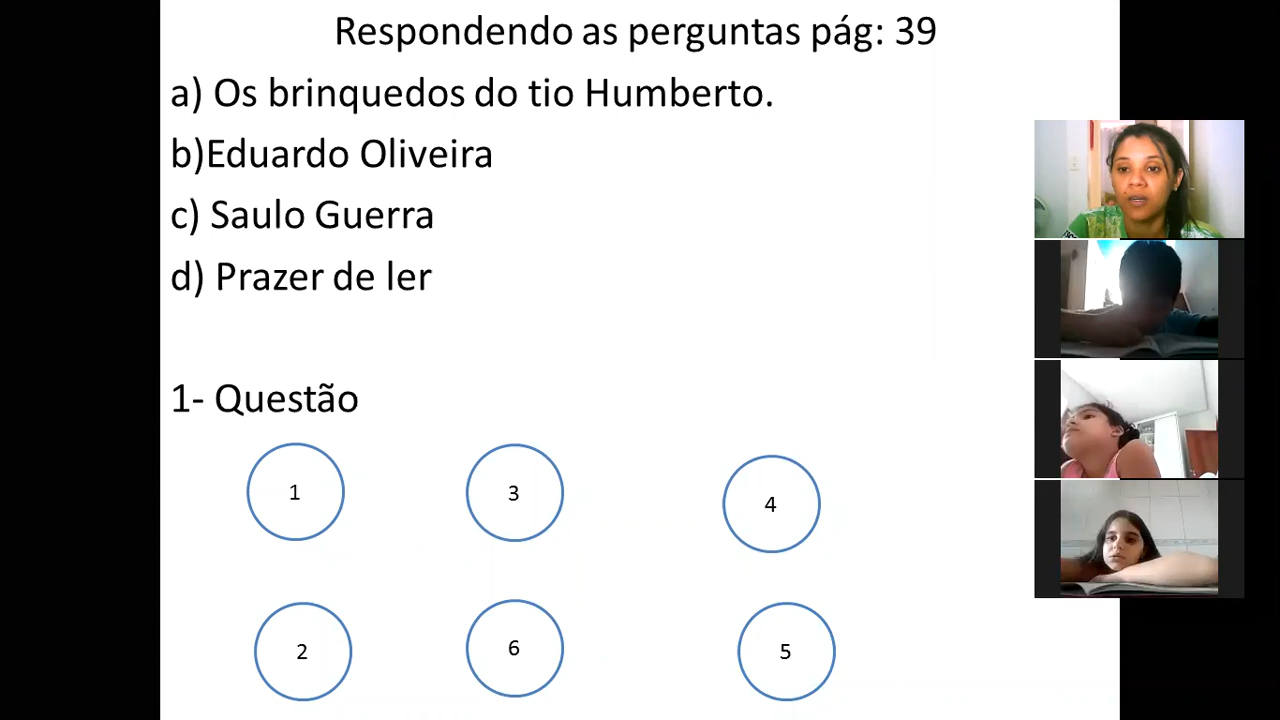 Respondendo as perguntas pág: 39
a) Os brinquedos do tio Humberto.
b)Eduardo Oliveira
c) Saulo Guerra
d) Prazer de ler
1- Questão
1 3 4
2 6 5